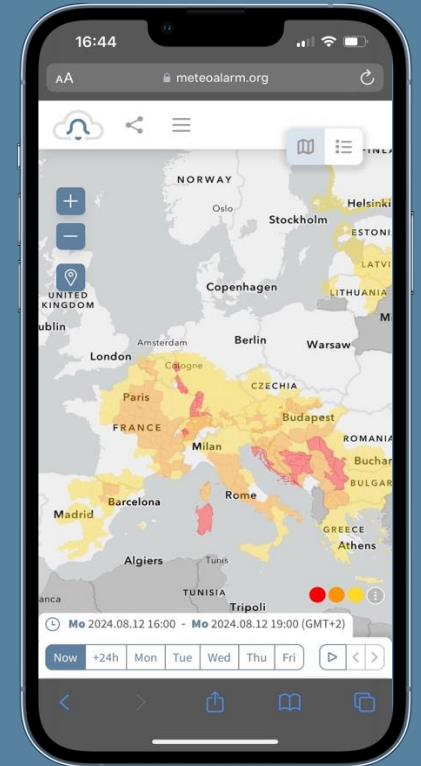 16:44
AA
meteoalarm.org
NORWAY
Oslo
Helsinki
Stockholm
ESTONI
LATVI
Copenhagen
LITHUANIA
UNITED
KINGDOM
ublin
Berlin
Warsaw
Amsterdam
London
Cologne
CZECHIA
Paris
Budapest
FRANCE
Milan
ROMANIA
Buchar
Rome
BULGAR
Barcelona
Madrid
GREECE
Athens
Algiers
Tunis
TUNISIA
anca
Tripoli
Mo 2024.08.12 16:00 - Mo 2024.08.12 19:00 (GMT+2)
Now +24h Mon Tue Wed Thu Fri